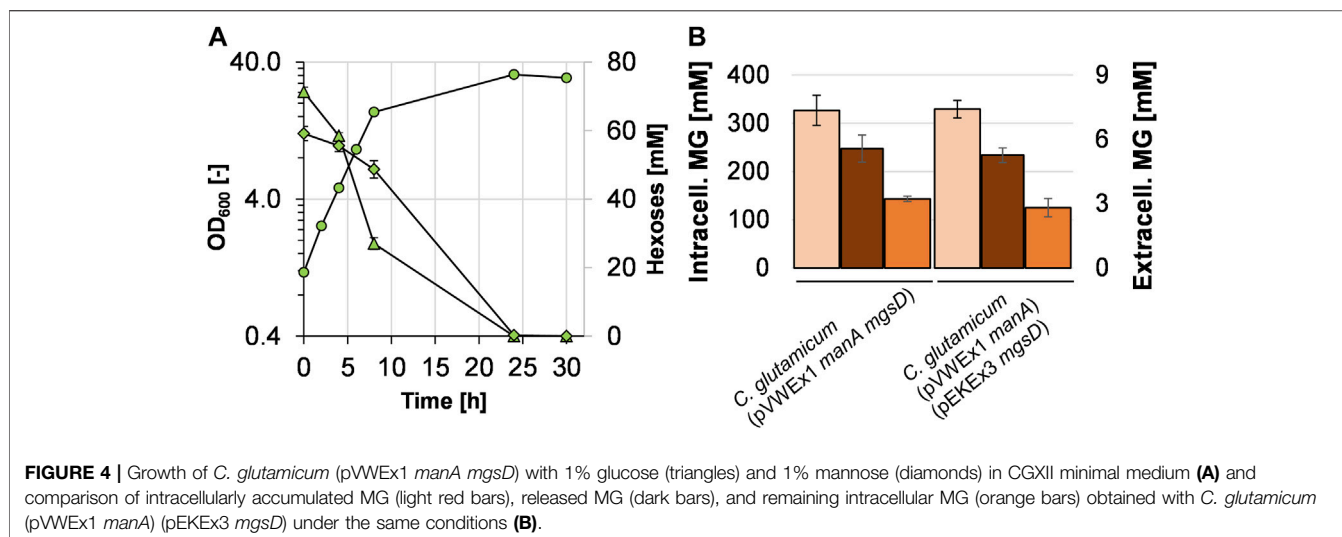 A
B
40.0
4.0
0.4
OD600 [-]
80
60
40
20
0
Hexoses [mM]
0 5 10 15 20 25 30
Time [h]
400
300
200
100
0
Intracell. MG [mM]
9
6
3
0
Extracell. MG [mM]
C. glutamicum
(pVWEx1 manA mgsD)
C. glutamicum
(pVWEx1 manA)
(pEKEx3 mgsD)
FIGURE 4 | Growth of C. glutamicum (pVWEx1 manA mgsD) with 1% glucose (triangles) and 1% mannose (diamonds) in CGXII minimal medium (A) and
comparison of intracellularly accumulated MG (light red bars), released MG (dark bars), and remaining intracellular MG (orange bars) obtained with C. glutamicum
(pVWEx1 manA) (pEKEx3 mgsD) under the same conditions (B).